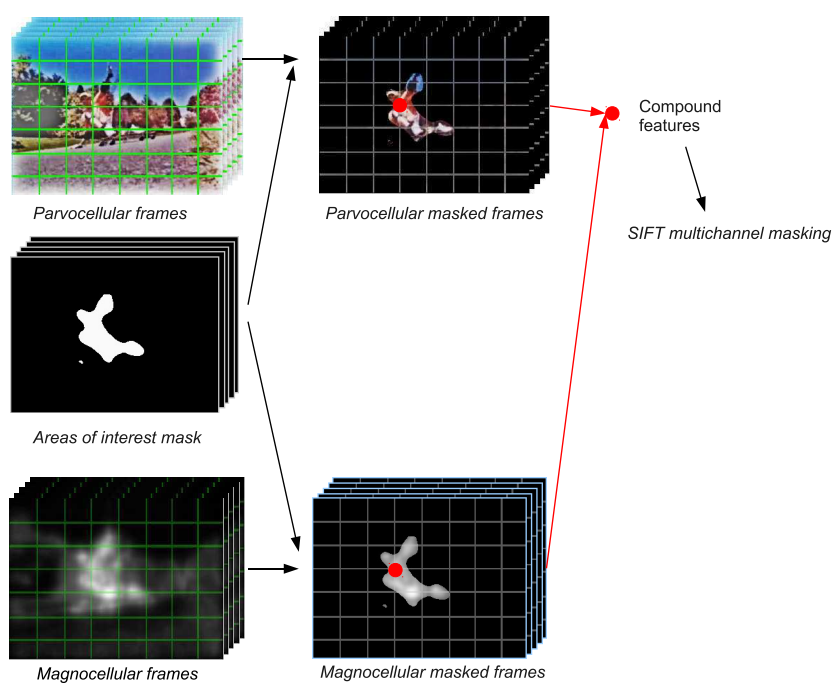 Parvocellular frames
Parvocellular masked frames
Compound
features
SIFT multichannel masking
Areas of interest mask
Magnocellular frames
Magnocellular masked frames